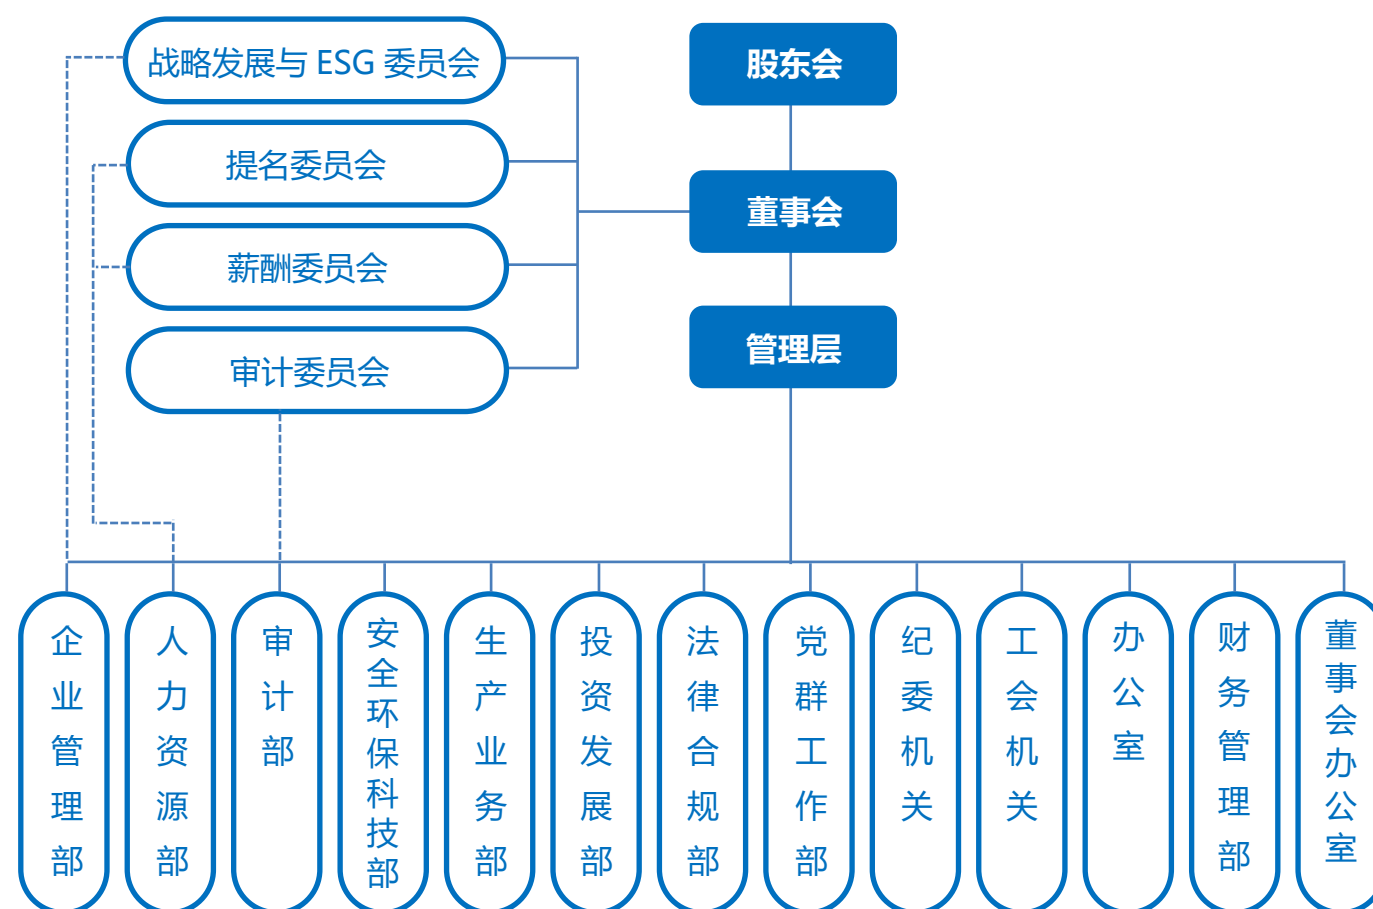 战略发展与 ESG 委员会
股东会
提名委员会
董事会
薪酬委员会
管理层
审计委员会
企业管理部
人力资源部
审计部
安全环保科技部
生产业务部
投资发展部
法律合规部
党群工作部
纪委机关
工会机关
办公室
财务管理部
董事会办公室